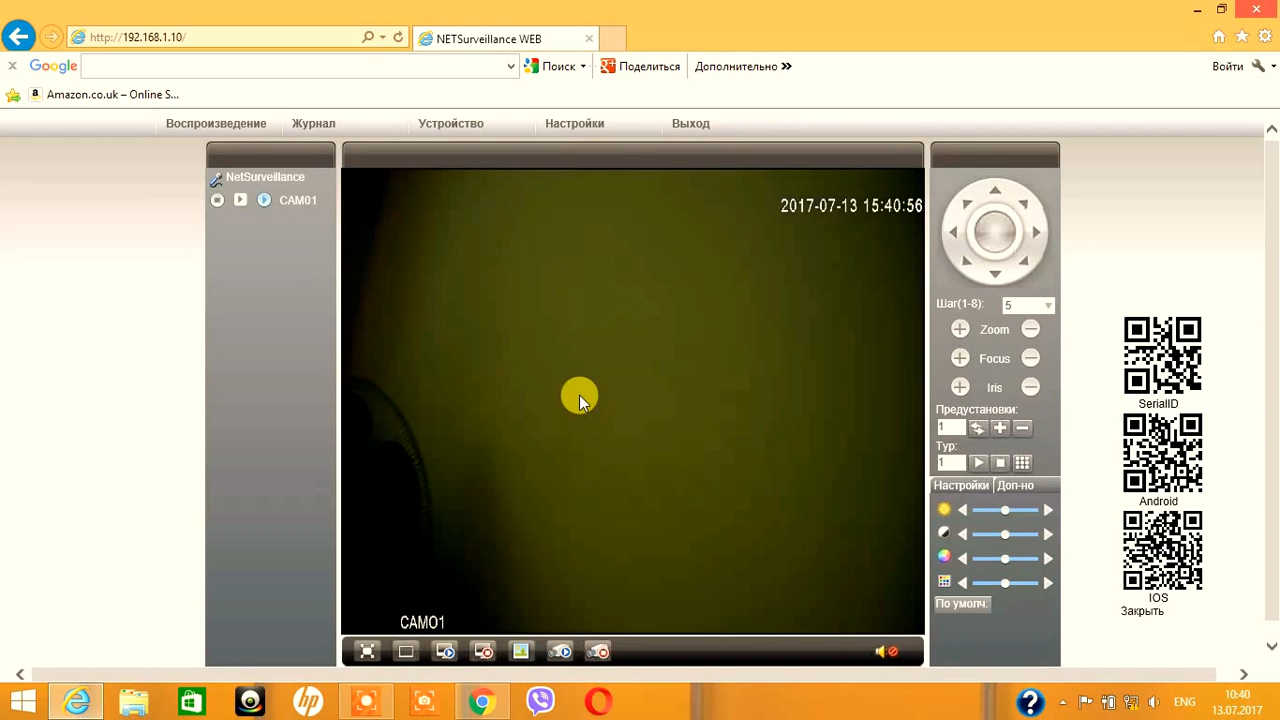 http://192.168.1.10/
NETSurveillance WEB
x Google
Поиск
Поделиться
Дополнительно »
Войти
Amazon.co.uk – Online S...
Воспроизведение
Журнал
Устройство
Настройки
Выход
NetSurveillance
CAM01
2017-07-13 15:40:56
CAM01
Шаг(1-8):
5
Zoom
Focus
Iris
Предустановки:
1
Тур:
1
Настройки
Доп-но
По умолч.
SerialID
Android
IOS
Закрыть
hp
?
ENG
10:40
13.07.2017